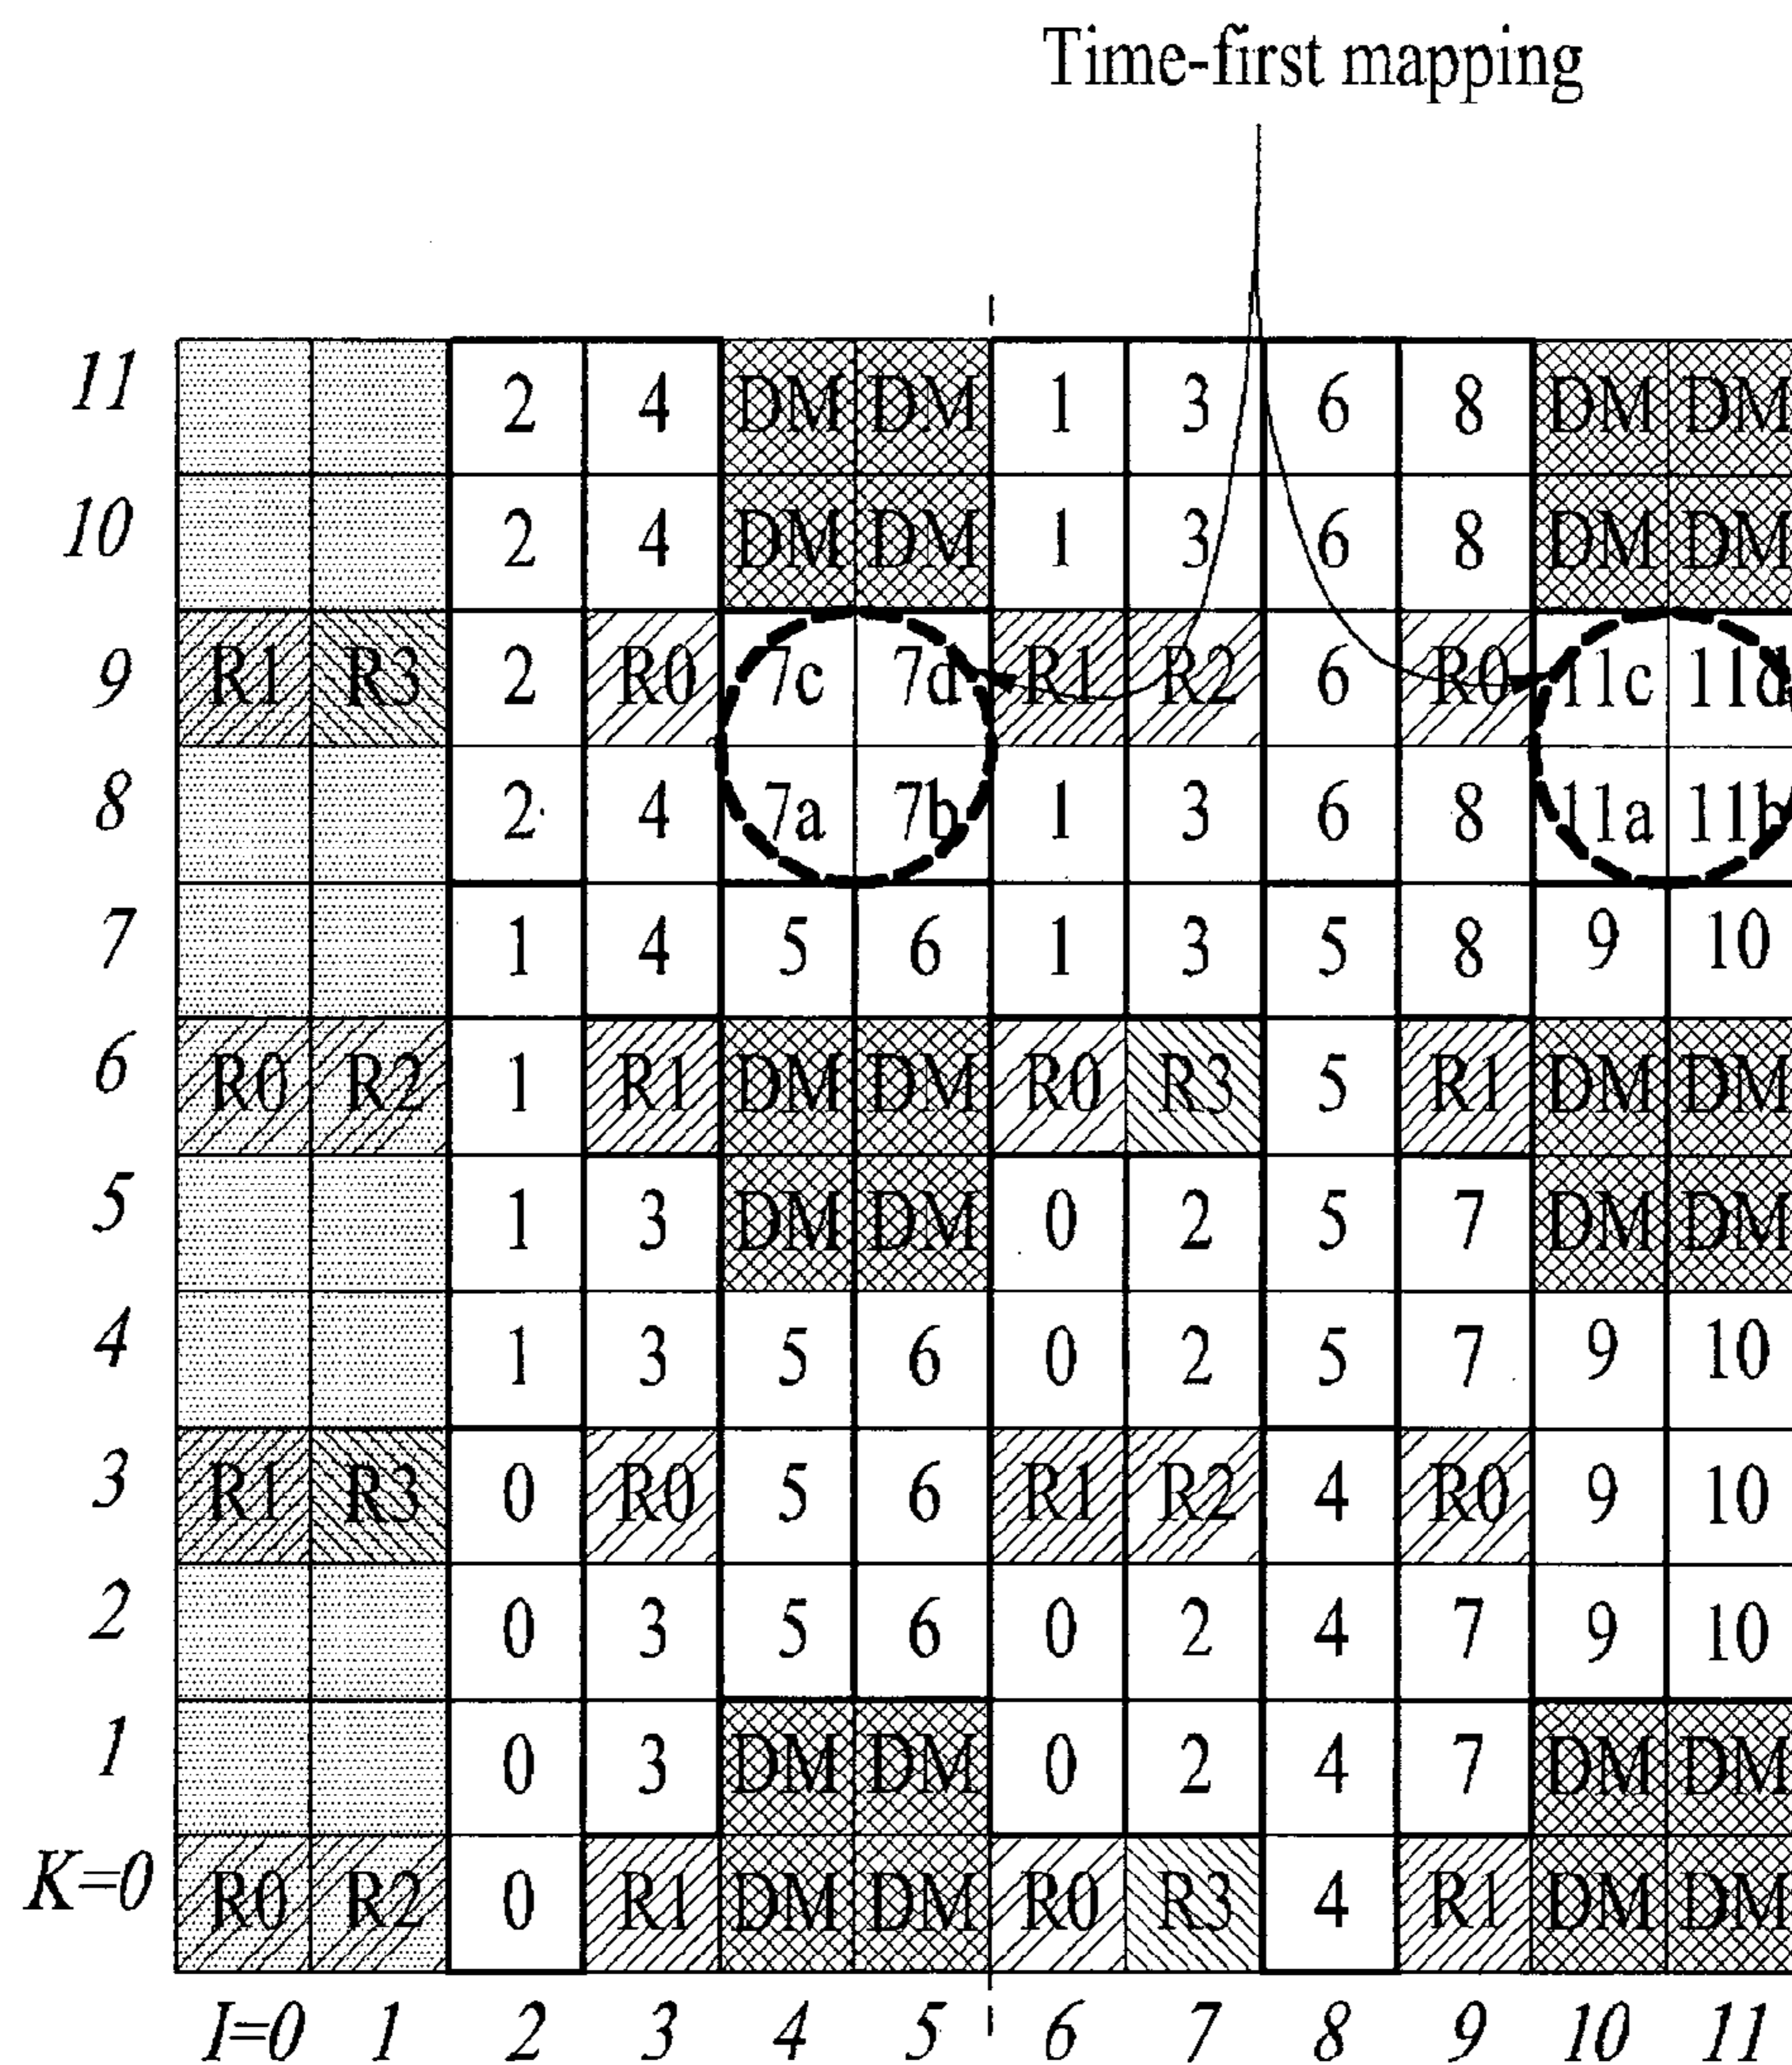 Time-first mapping
11 2 4 DM DM 1 3 6 8 DM DM
10 2 4 DM DM 1 3 6 8 DM DM
9 R1 R3 2 R0 7c 7d R1 R2 6 R0 11c 11d
8 2 4 7a 7b 1 3 6 8 11a 11b
7 1 4 5 6 1 3 5 8 9 10
6 R0 R2 1 R1 DM DM R0 R3 5 R1 DM DM
5 1 3 DM DM 0 2 5 7 DM DM
4 1 3 5 6 0 2 5 7 9 10
3 R1 R3 0 R0 5 6 R1 R2 4 R0 9 10
2 0 3 5 6 0 2 4 7 9 10
1 0 3 DM DM 0 2 4 7 DM DM
K=0 R0 R2 0 R1 DM DM R0 R3 4 R1 DM DM
I=0 1 2 3 4 5 6 7 8 9 10 11